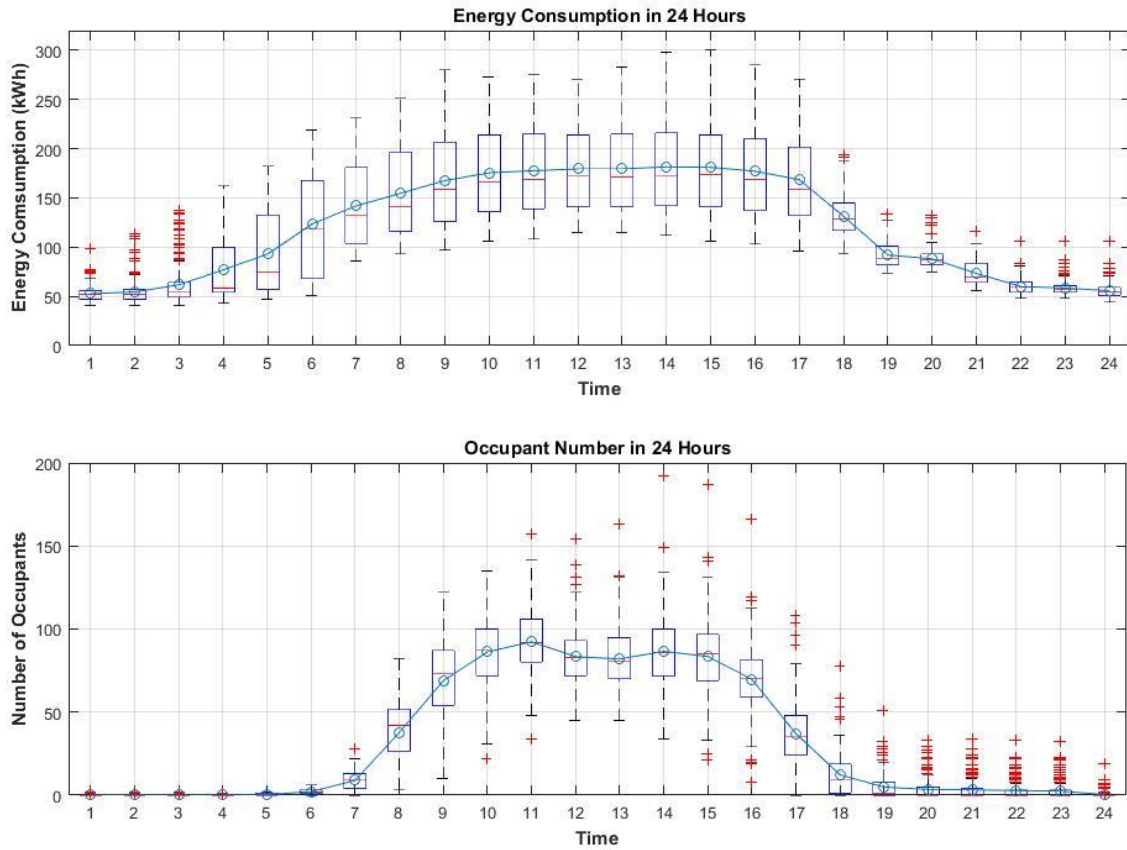 Energy Consumption in 24 Hours
Energy Consumption (kWh)
300
250
200
150
100
50
0
1 2 3 4 5 6 7 8 9 10 11 12 13 14 15 16 17 18 19 20 21 22 23 24
Time
Occupant Number in 24 Hours
Number of Occupants
200
150
100
50
0
1 2 3 4 5 6 7 8 9 10 11 12 13 14 15 16 17 18 19 20 21 22 23 24
Time